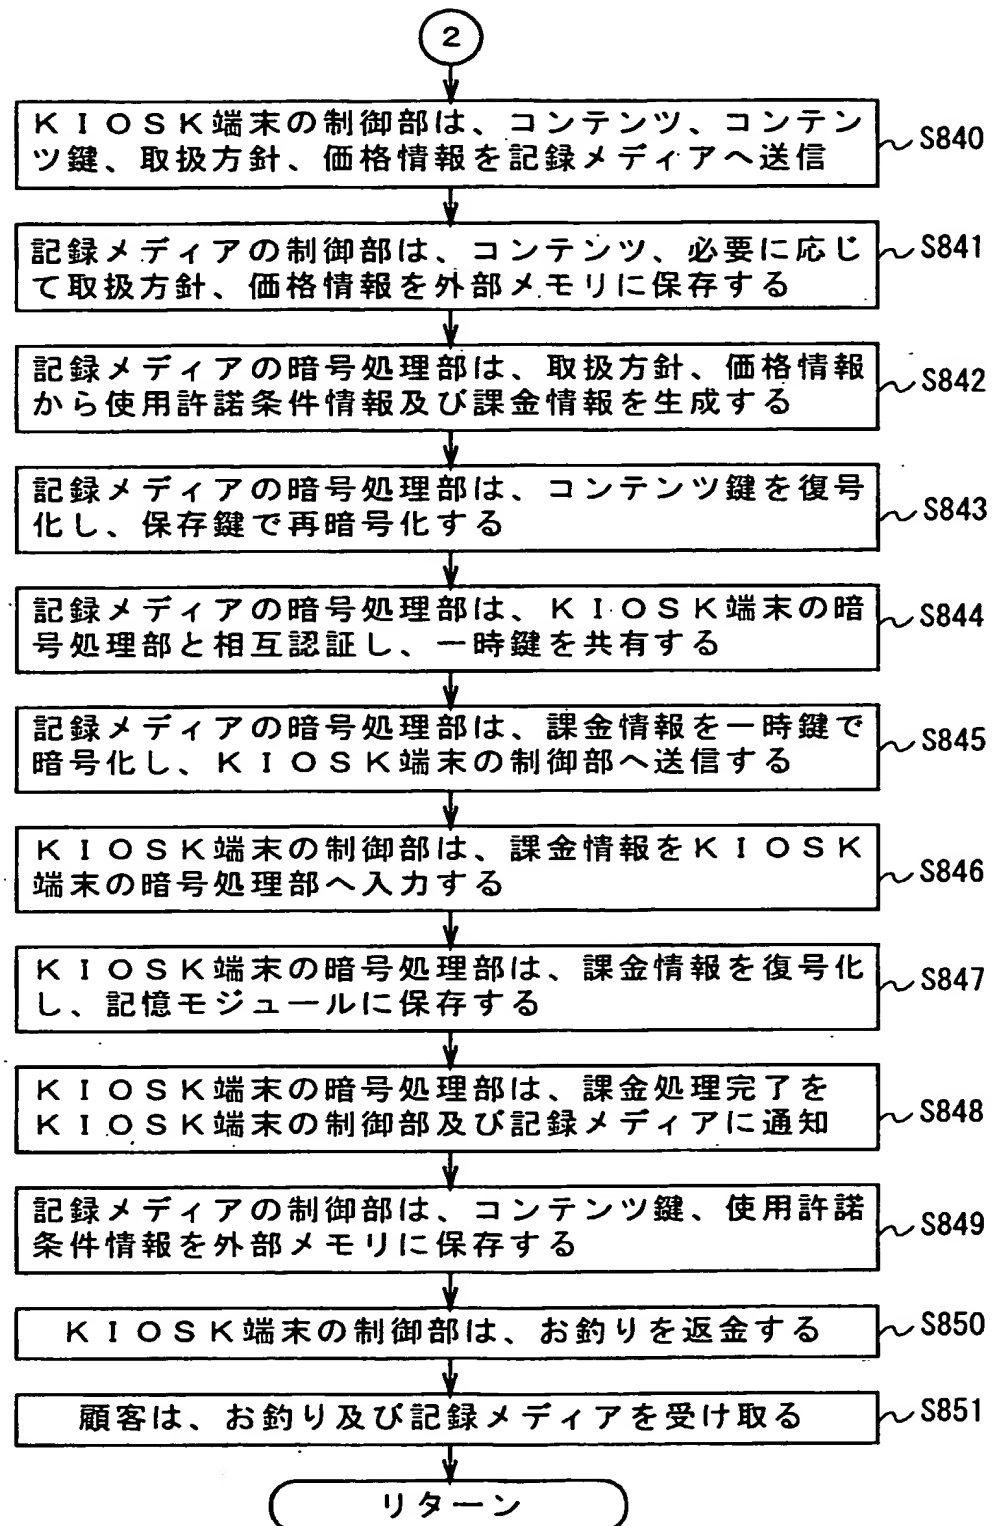 2
KIOSK端末の制御部は、コンテンツ、コンテン
ツ鍵、取扱方針、価格情報を記録メディアへ送信
S840
記録メディアの制御部は、コンテンツ、必要に応じ
て取扱方針、価格情報を外部メモリに保存する
S841
記録メディアの暗号処理部は、取扱方針、価格情報
から使用許諾条件情報及び課金情報を生成する
S842
記録メディアの暗号処理部は、コンテンツ鍵を復号
化し、保存鍵で再暗号化する
S843
記録メディアの暗号処理部は、KIOSK端末の暗
号処理部と相互認証し、一時鍵を共有する
S844
記録メディアの暗号処理部は、課金情報を一時鍵で
暗号化し、KIOSK端末の制御部へ送信する
S845
KIOSK端末の制御部は、課金情報をKIOSK
端末の暗号処理部へ入力する
S846
KIOSK端末の暗号処理部は、課金情報を復号化
し、記憶モジュールに保存する
S847
KIOSK端末の暗号処理部は、課金処理完了を
KIOSK端末の制御部及び記録メディアに通知
S848
記録メディアの制御部は、コンテンツ鍵、使用許諾
条件情報を外部メモリに保存する
S849
KIOSK端末の制御部は、お釣りを返金する
S850
顧客は、お釣り及び記録メディアを受け取る
S851
リターン